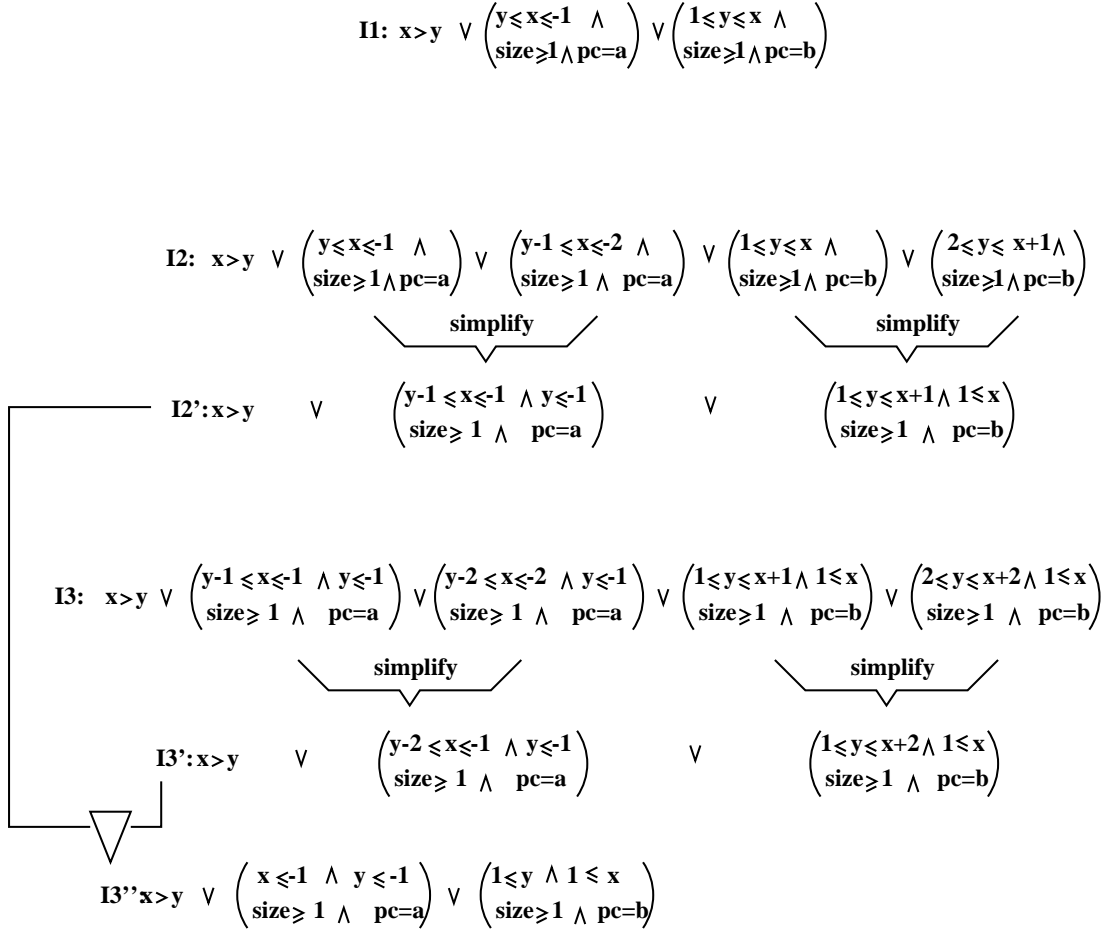 I1: x>y ∨ (y⩽x⩽-1 ∧ ∨ (1⩽y⩽x ∧
size⩾1∧pc=a) size⩾1∧pc=b)
I2: x>y ∨ (y⩽x⩽-1 ∧ ∨ (y-1⩽x⩽-2 ∧ ∨ (1⩽y⩽x ∧ ∨ (2⩽y⩽x+1∧
size⩾1∧pc=a) size⩾1 ∧ pc=a) size⩾1∧pc=b) size⩾1∧pc=b)
simplify simplify
I2’:x>y ∨ (y-1⩽x⩽-1 ∧ y⩽-1 ∨ (1⩽y⩽x+1∧ 1⩽x
size⩾ 1 ∧ pc=a) size⩾1 ∧ pc=b)
I3: x>y ∨ (y-1⩽x⩽-1 ∧ y⩽-1 ∨ (y-2⩽x⩽-2 ∧ y⩽-1 ∨ (1⩽y⩽x+1∧ 1⩽x ∨ (2⩽y⩽x+2∧ 1⩽x
size⩾ 1 ∧ pc=a) size⩾ 1 ∧ pc=a) size⩾1 ∧ pc=b) size⩾1 ∧ pc=b)
simplify simplify
I3’:x>y ∨ (y-2⩽x⩽-1 ∧ y⩽-1 ∨ (1⩽y⩽x+2∧ 1⩽x
size⩾ 1 ∧ pc=a) size⩾1 ∧ pc=b)
I3’’:x>y ∨ (x⩽-1 ∧ y⩽-1 ∨ (1⩽y ∧ 1⩽x
size⩾ 1 ∧ pc=a) size⩾1 ∧ pc=b)